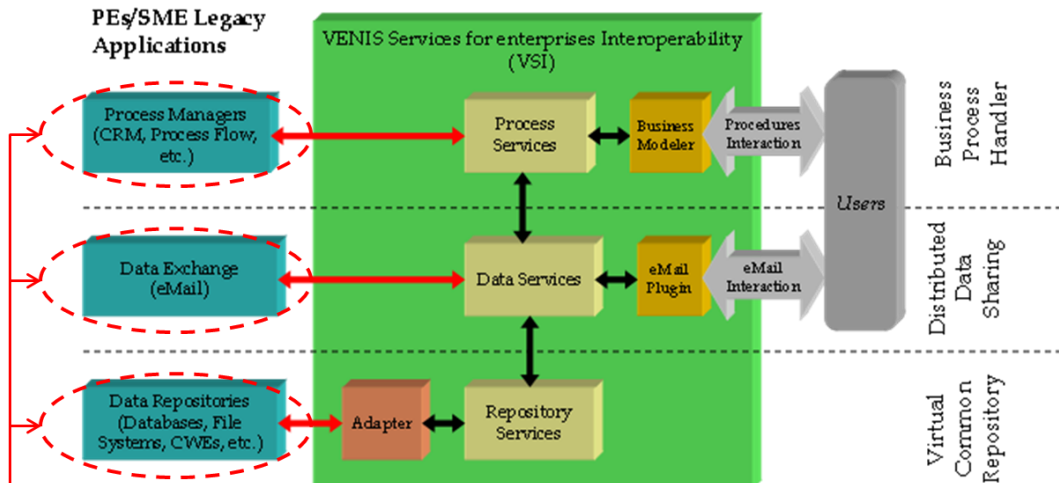 PEs/SME Legacy
Applications
VENIS Services for enterprises Interoperability
(VSI)
Process Managers
(CRM, Process Flow,
etc.)
Process
Services
Business
Modeler
Procedures
Interaction
Business
Process
Handler
Users
Data Exchange
(eMail)
Data Services
eMail
Plugin
eMail
Interaction
Distributed
Data
Sharing
Data Repositories
(Databases, File
Systems, CWEs, etc.)
Adapter
Repository
Services
Virtual
Common
Repository